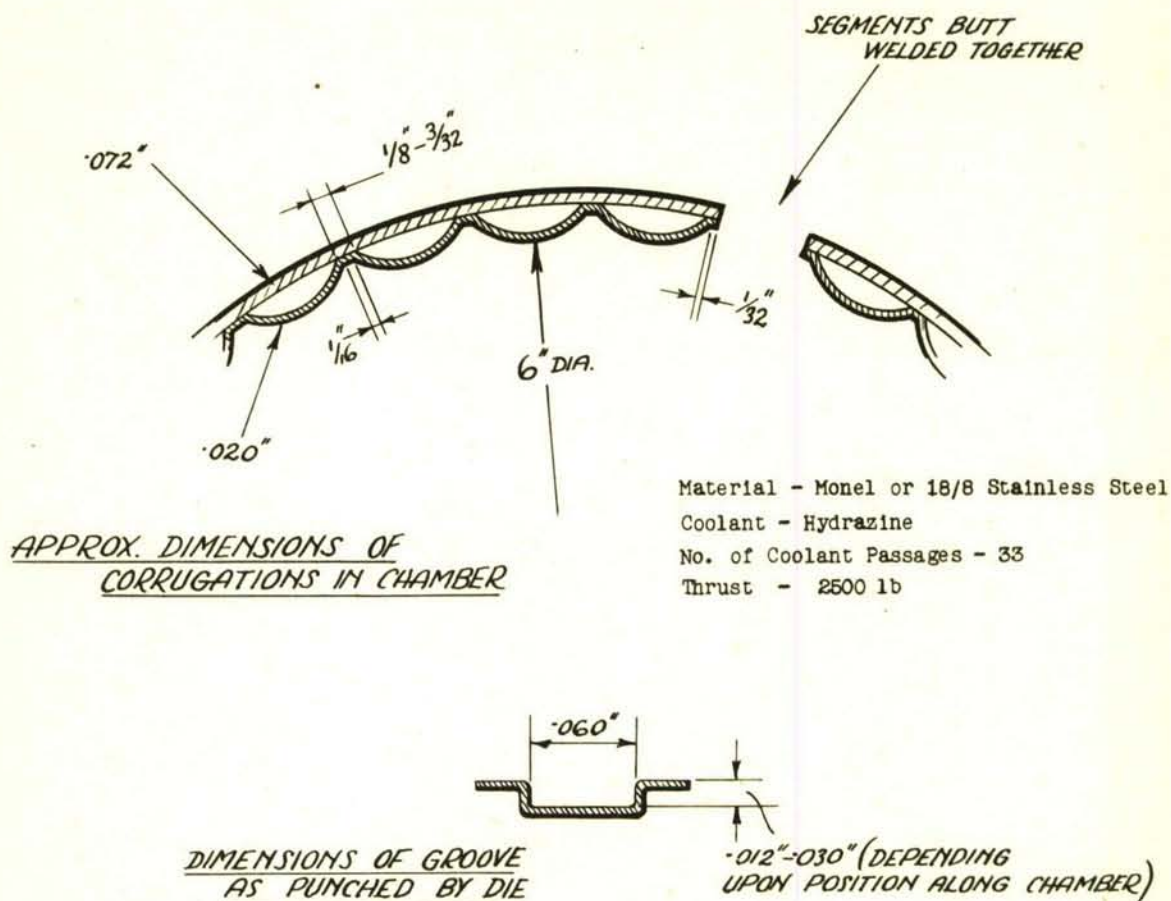 SEGMENTS BUTT
WELDED TOGETHER
.072"
1/8"-3/32"
1/16"
1/32"
6" DIA.
.020"
Material - Monel or 18/8 Stainless Steel
Coolant - Hydrazine
No. of Coolant Passages - 33
Thrust - 2500 lb
APPROX. DIMENSIONS OF
CORRUGATIONS IN CHAMBER
.060"
DIMENSIONS OF GROOVE
AS PUNCHED BY DIE
.012"-.030" (DEPENDING
UPON POSITION ALONG CHAMBER)